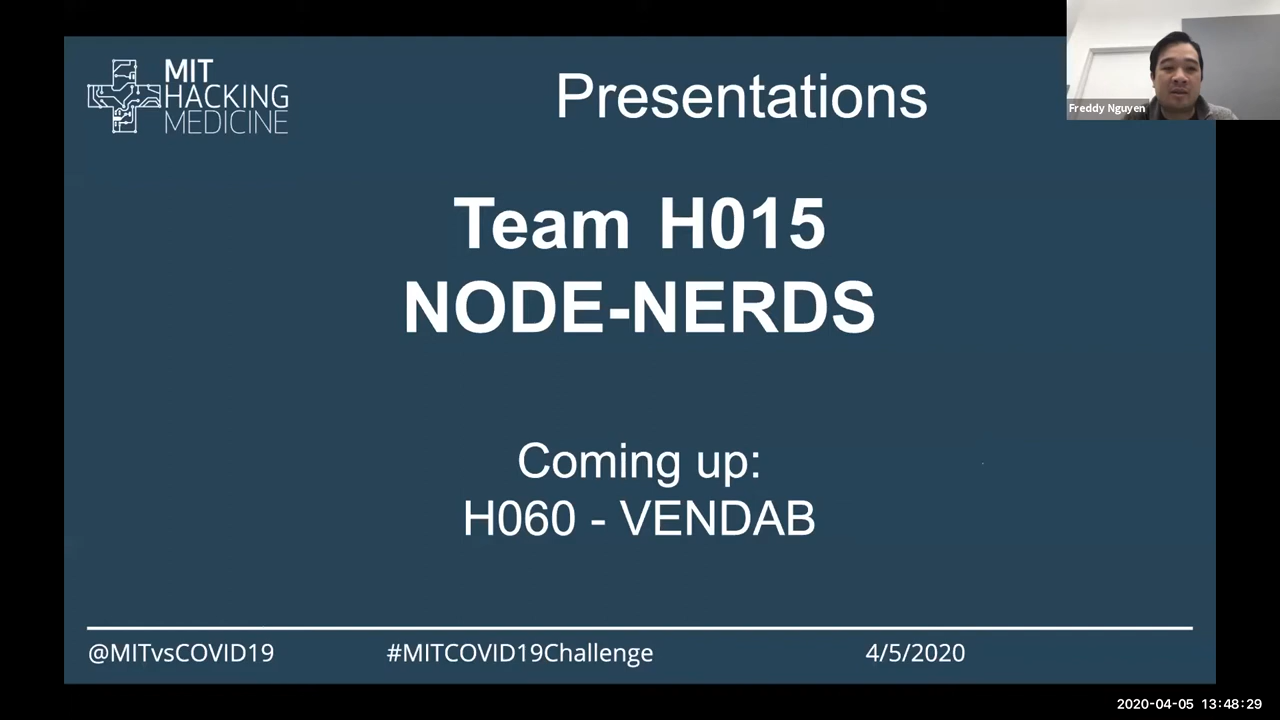 MIT
HACKING
MEDICINE
Presentations
Freddy Nguyen
Team H015
NODE-NERDS
Coming up:
H060 - VENDAB
@MITvsCOVID19
#MITCOVID19Challenge
4/5/2020
2020-04-05 13:48:29